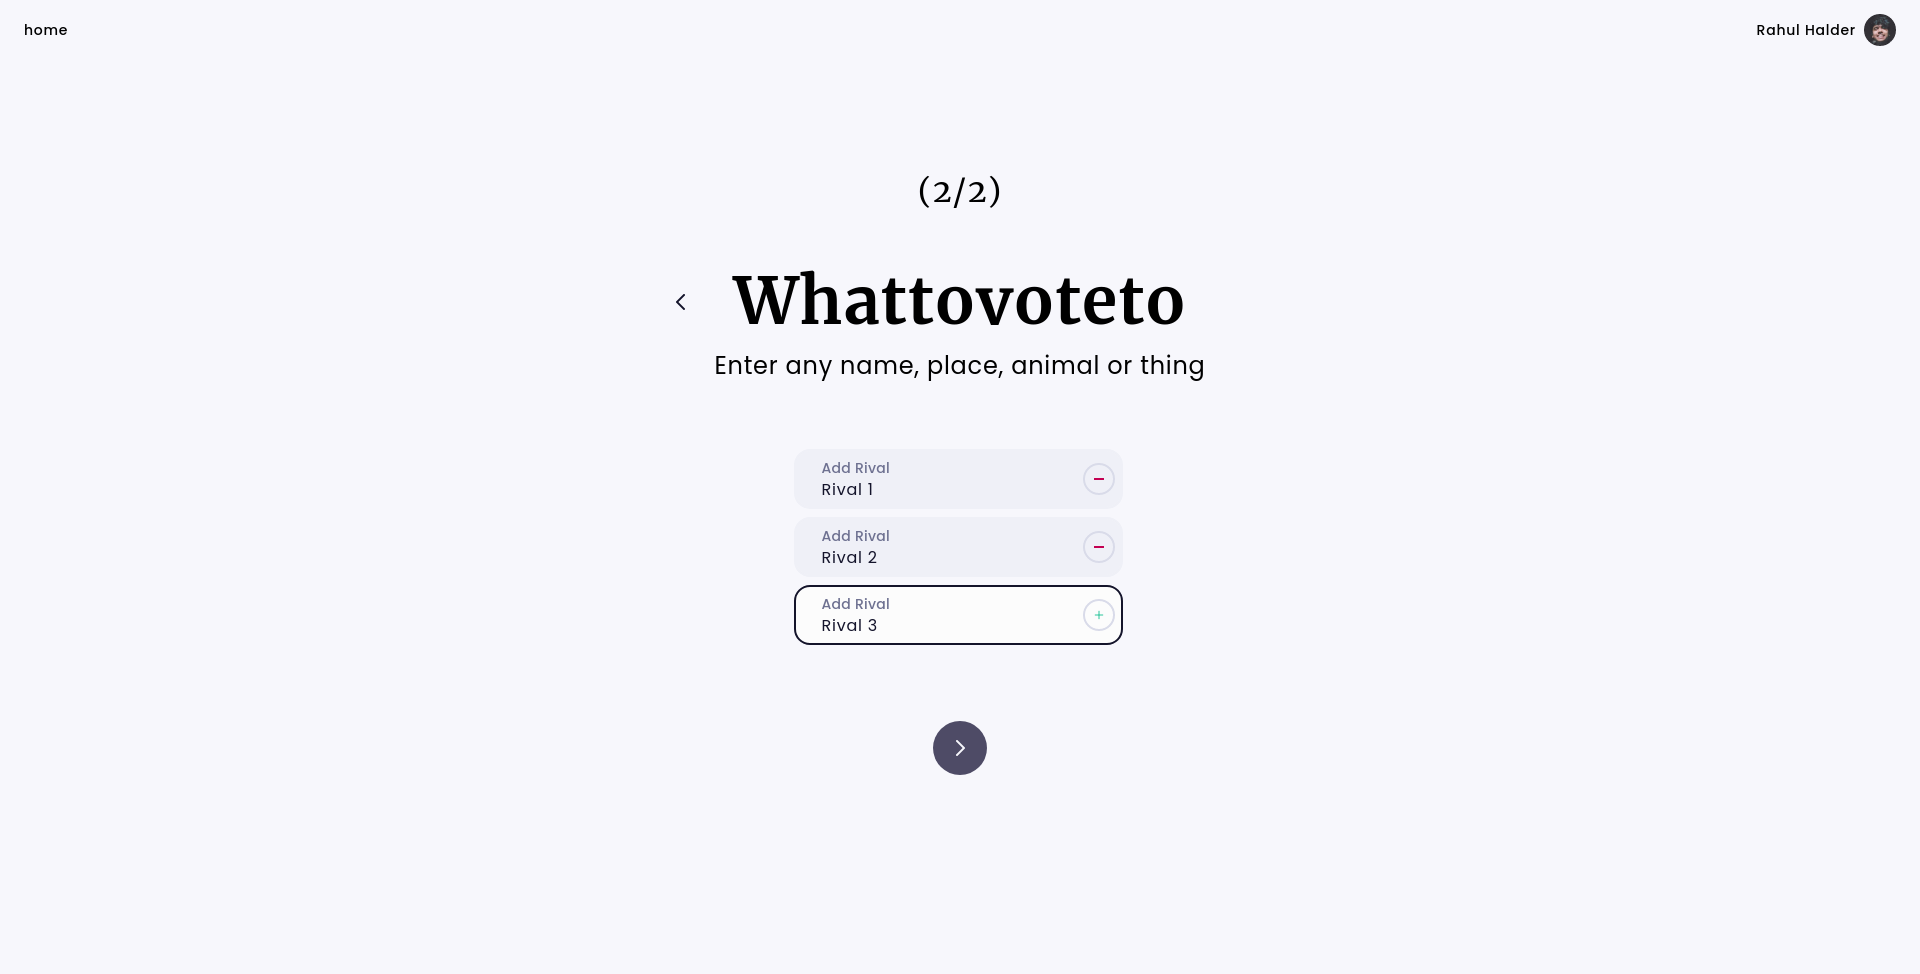 home
Rahul Halder
(2/2)
Whattovoteto
Enter any name, place, animal or thing
Add Rival
Rival 1
Add Rival
Rival 2
Add Rival
Rival 3